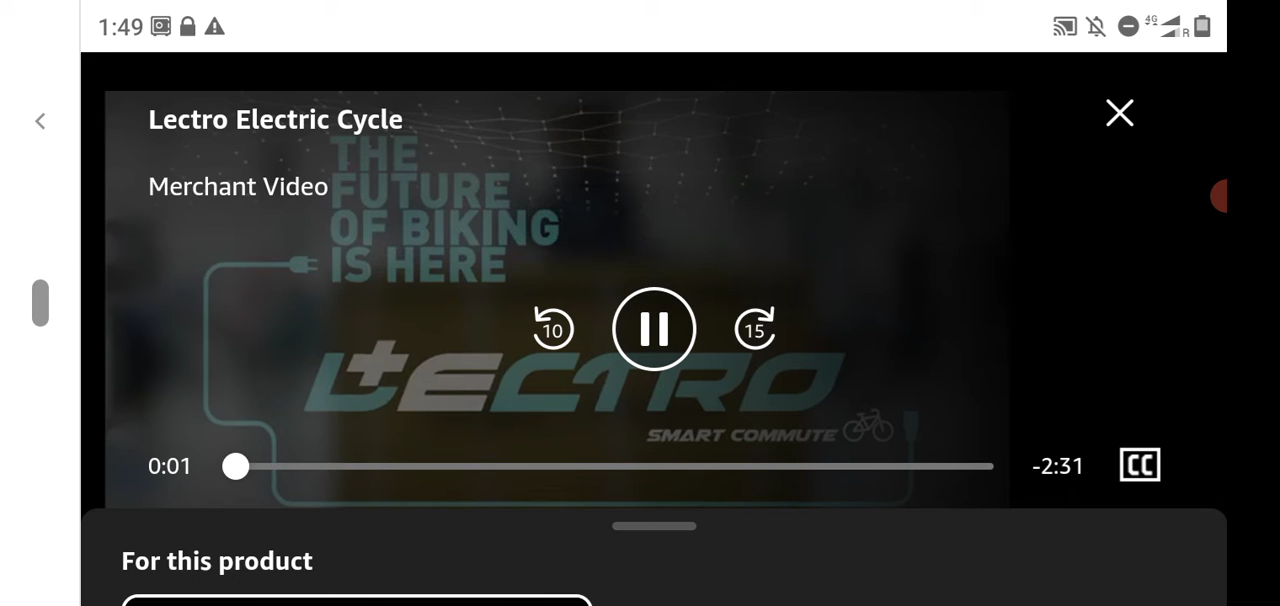 1:49
4G
R
Lectro Electric Cycle
Merchant Video
THE
FUTURE
OF BIKING
IS HERE
10
15
LECTRO
SMART COMMUTE
0:01
-2:31
CC
For this product